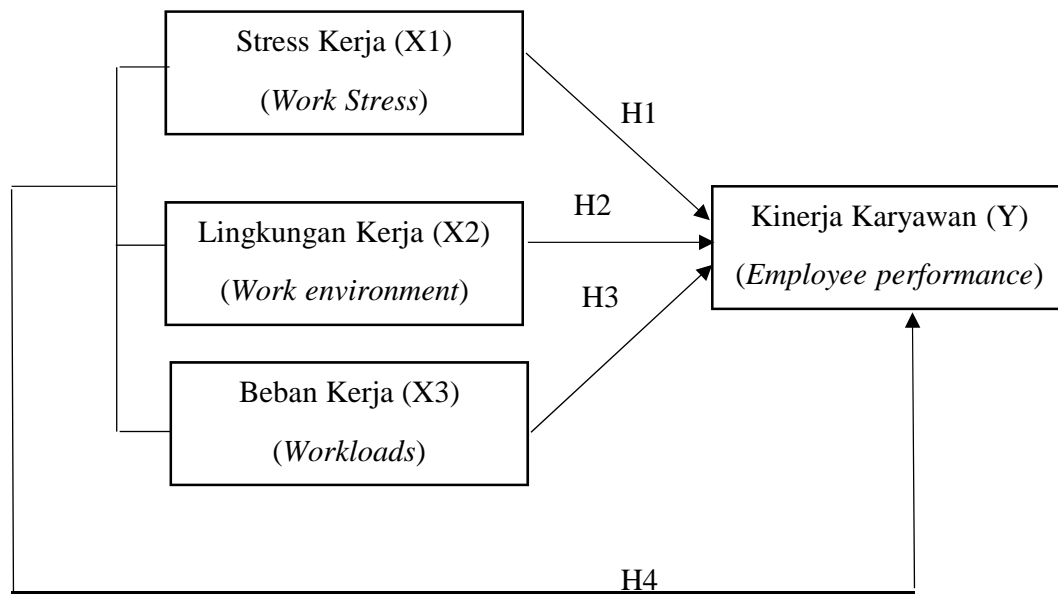 Stress Kerja (X1)
(Work Stress)
H1
Lingkungan Kerja (X2)
(Work environment)
H2
Kinerja Karyawan (Y)
(Employee performance)
H3
Beban Kerja (X3)
(Workloads)
H4